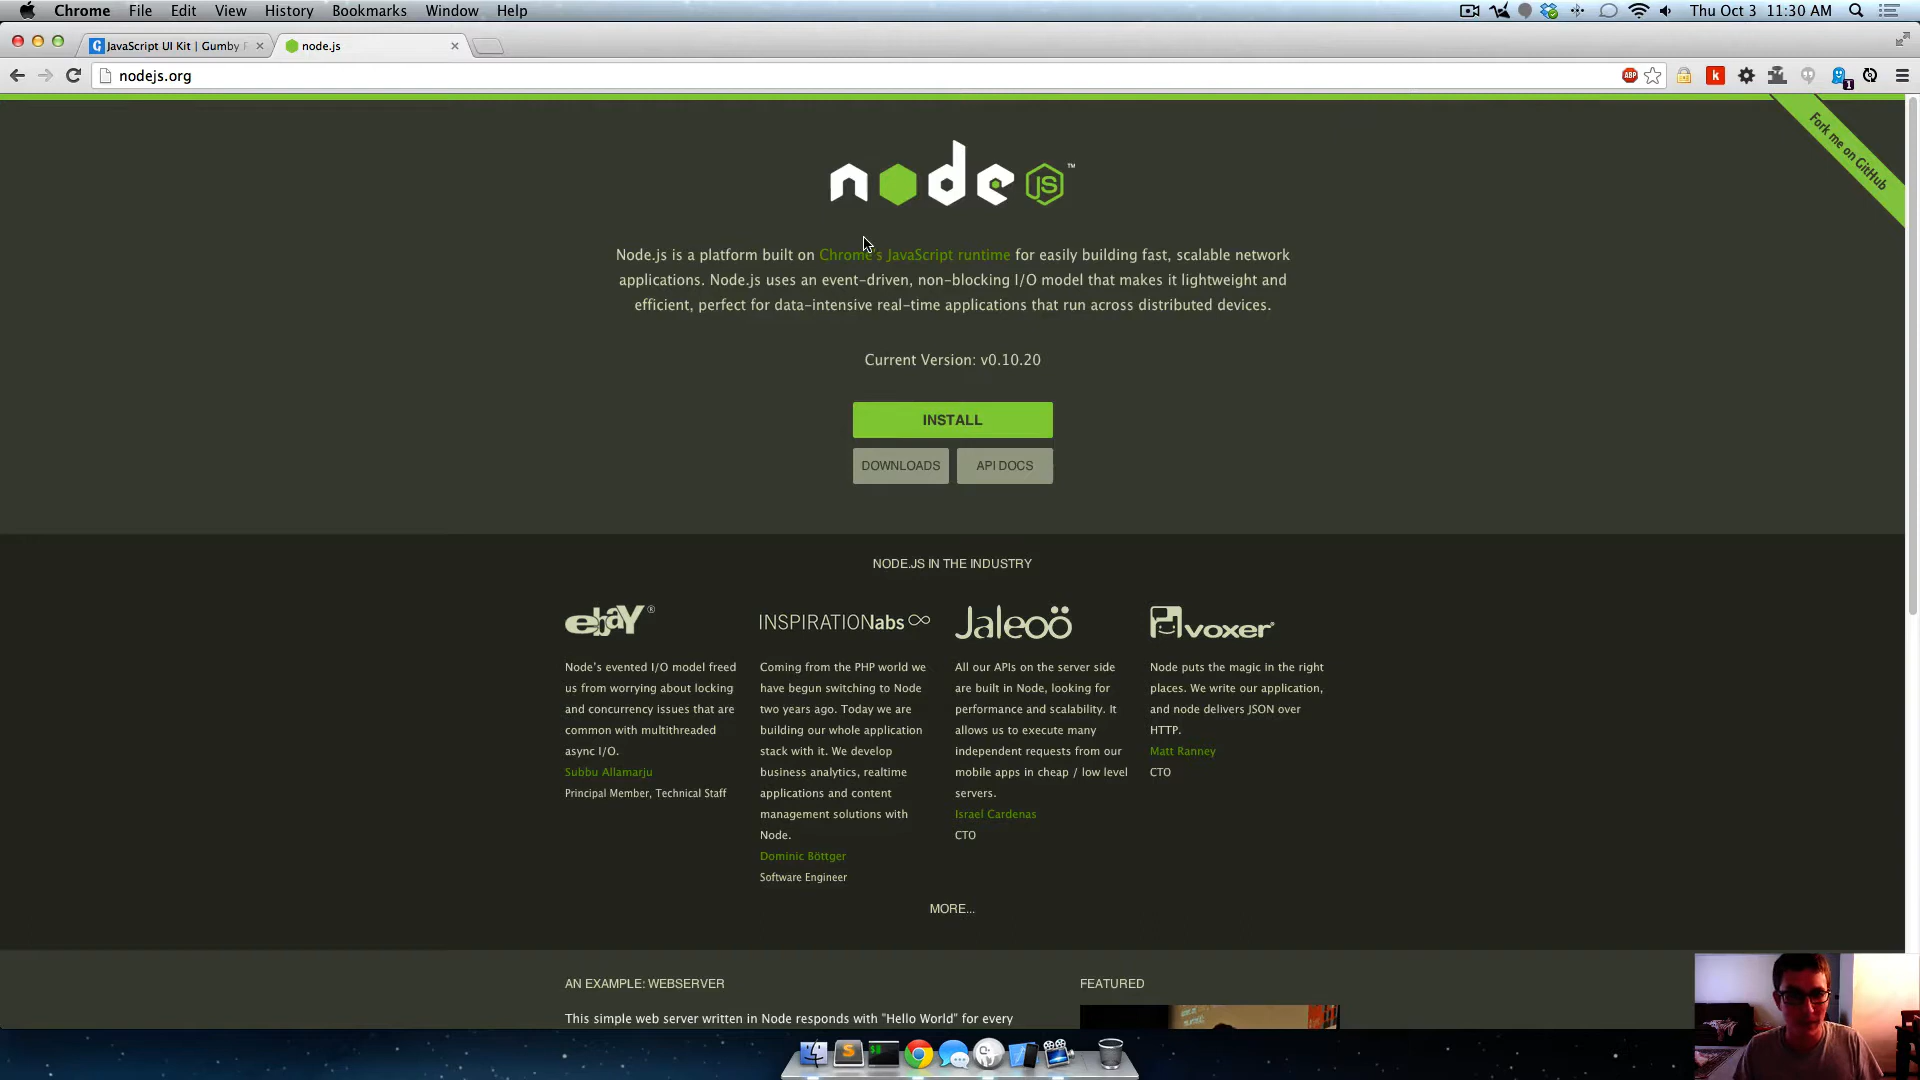 Chrome File Edit View History Bookmarks Window Help
Thu Oct 3 11:30 AM
JavaScript UI Kit | Gumby
node.js
nodejs.org
ABP
k
1
Fork me on GitHub
node JS ™
Node.js is a platform built on Chrome's JavaScript runtime for easily building fast, scalable network
applications. Node.js uses an event-driven, non-blocking I/O model that makes it lightweight and
efficient, perfect for data-intensive real-time applications that run across distributed devices.
Current Version: v0.10.20
INSTALL
DOWNLOADS
API DOCS
NODE.JS IN THE INDUSTRY
ebaY®
Node's evented I/O model freed
us from worrying about locking
and concurrency issues that are
common with multithreaded
async I/O.
Subbu Allamarju
Principal Member, Technical Staff
INSPIRATIONabs
Coming from the PHP world we
have begun switching to Node
two years ago. Today we are
building our whole application
stack with it. We develop
business analytics, realtime
applications and content
management solutions with
Node.
Dominic Böttger
Software Engineer
Jaleoö
All our APIs on the server side
are built in Node, looking for
performance and scalability. It
allows us to execute many
independent requests from our
mobile apps in cheap / low level
servers.
Israel Cardenas
CTO
voxer
Node puts the magic in the right
places. We write our application,
and node delivers JSON over
HTTP.
Matt Ranney
CTO
MORE...
AN EXAMPLE: WEBSERVER
This simple web server written in Node responds with "Hello World" for every
FEATURED